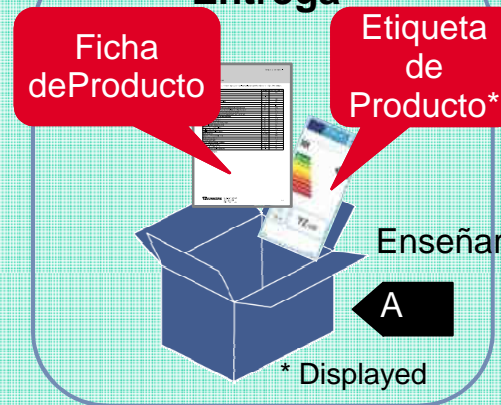 Entrega
Ficha
deProducto
Etiqueta
de
Producto*
Enseñar
A
* Displayed